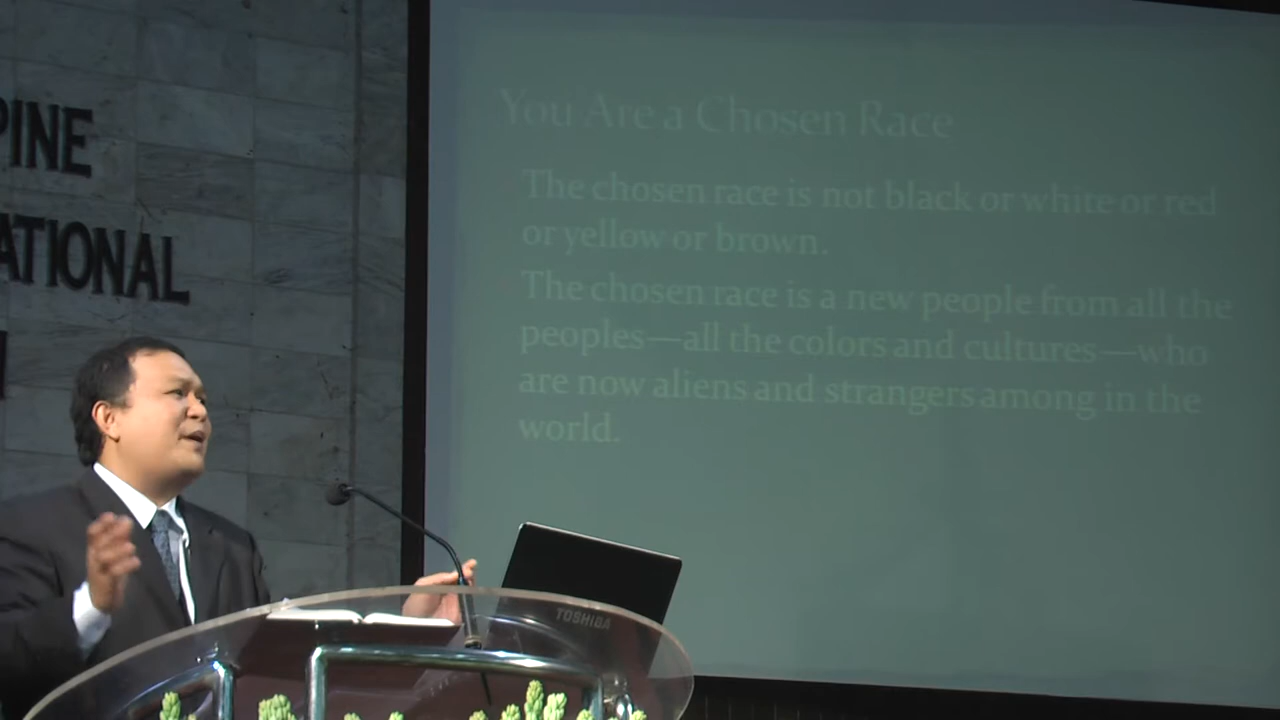 PINE
ATIONAL
You Are a Chosen Race
The chosen race is not black or white or red
or yellow or brown.
The chosen race is a new people from all the
peoples—all the colors and cultures—who
are now aliens and strangers among in the
world.
TOSHIBA